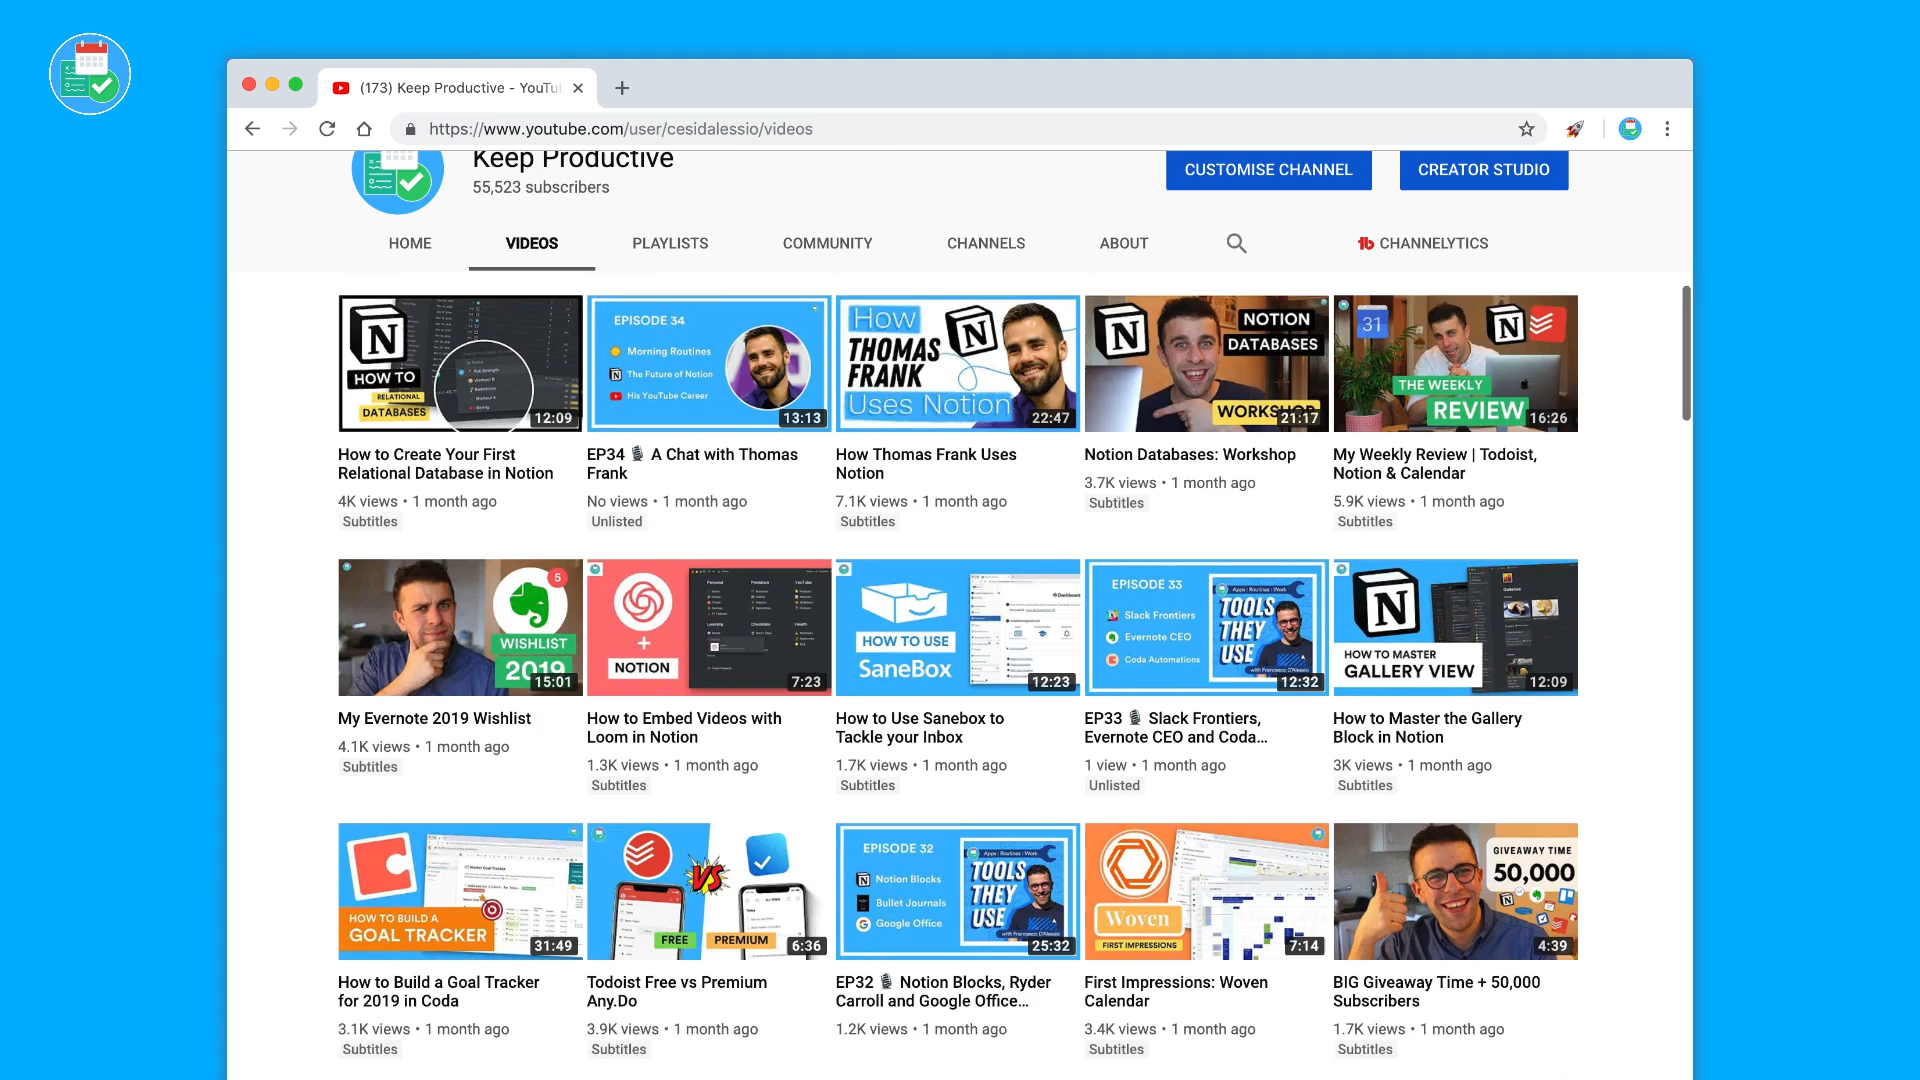 (173) Keep Productive - YouTu
https://www.youtube.com/user/cesidalessio/videos
Keep Productive
55,523 subscribers
CUSTOMISE CHANNEL
CREATOR STUDIO
HOME
VIDEOS
PLAYLISTS
COMMUNITY
CHANNELS
ABOUT
CHANNELYTICS
N
HOW TO
RELATIONAL
DATABASES
12:09
EPISODE 34
Morning Routines
The Future of Notion
His YouTube Career
13:13
How
THOMAS
FRANK
Uses Notion
22:47
NOTION
DATABASES
WORKSHOP
21:17
31
THE WEEKLY
REVIEW
16:26
How to Create Your First
Relational Database in Notion
4K views • 1 month ago
Subtitles
EP34 🎙 A Chat with Thomas
Frank
No views • 1 month ago
Unlisted
How Thomas Frank Uses
Notion
7.1K views • 1 month ago
Subtitles
Notion Databases: Workshop
3.7K views • 1 month ago
Subtitles
My Weekly Review | Todoist,
Notion & Calendar
5.9K views • 1 month ago
Subtitles
5
WISHLIST
2019
15:01
+
NOTION
7:23
HOW TO USE
SaneBox
12:23
EPISODE 33
Slack Frontiers
Evernote CEO
Coda Automations
Apps : Routines : Work
TOOLS
THEY
USE
with Francesco D'Alessio
12:32
N
HOW TO MASTER
GALLERY VIEW
12:09
My Evernote 2019 Wishlist
4.1K views • 1 month ago
Subtitles
How to Embed Videos with
Loom in Notion
1.3K views • 1 month ago
Subtitles
How to Use Sanebox to
Tackle your Inbox
1.7K views • 1 month ago
Subtitles
EP33 🎙 Slack Frontiers,
Evernote CEO and Coda...
1 view • 1 month ago
Unlisted
How to Master the Gallery
Block in Notion
3K views • 1 month ago
Subtitles
HOW TO BUILD A
GOAL TRACKER
31:49
VS
FREE
PREMIUM
6:36
EPISODE 32
Notion Blocks
Bullet Journals
Google Office
Apps : Routines : Work
TOOLS
THEY
USE
with Francesco D'Alessio
25:32
Woven
FIRST IMPRESSIONS
7:14
GIVEAWAY TIME
50,000
4:39
How to Build a Goal Tracker
for 2019 in Coda
3.1K views • 1 month ago
Subtitles
Todoist Free vs Premium
Any.Do
3.9K views • 1 month ago
Subtitles
EP32 🎙 Notion Blocks, Ryder
Carroll and Google Office...
1.2K views • 1 month ago
First Impressions: Woven
Calendar
3.4K views • 1 month ago
Subtitles
BIG Giveaway Time + 50,000
Subscribers
1.7K views • 1 month ago
Subtitles